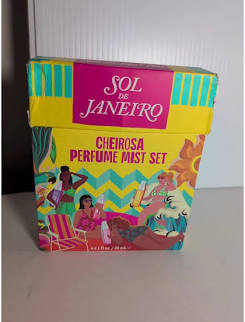 SOL
DE
JANEIRO
CHEIROSA
PERFUME MIST SET